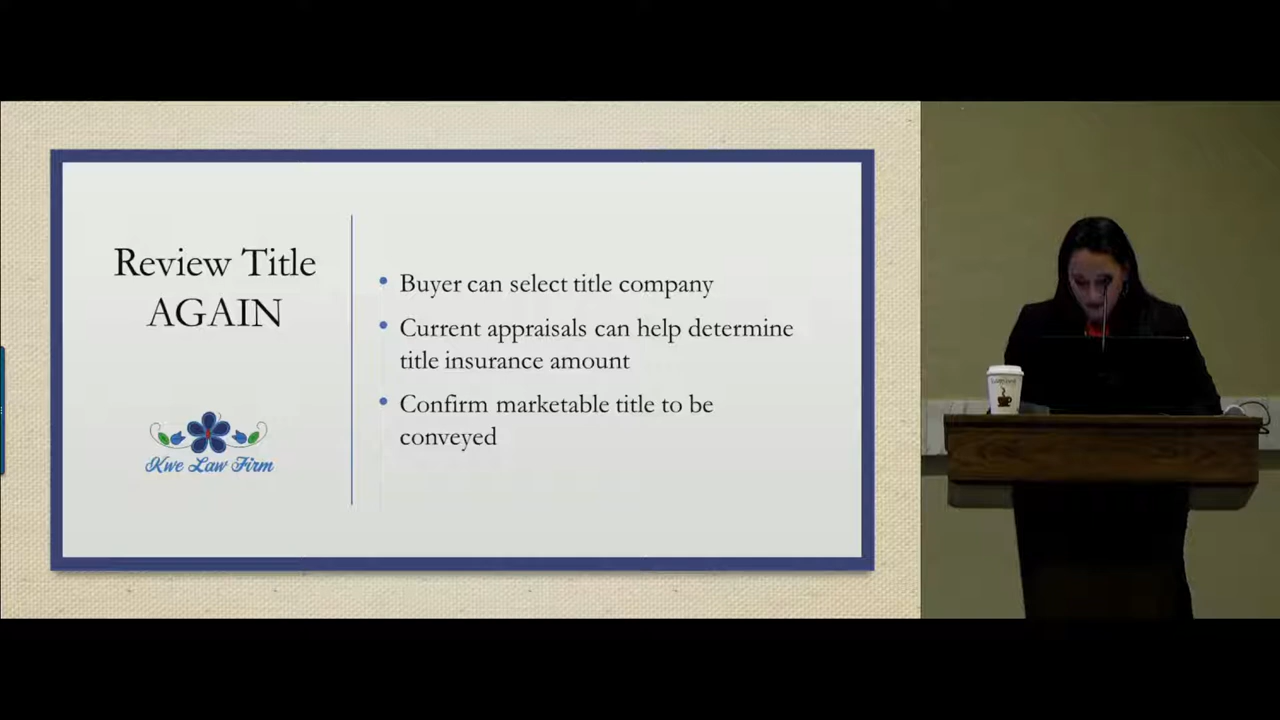 Review Title
AGAIN
Kwe Law Firm
Buyer can select title company
Current appraisals can help determine
title insurance amount
Confirm marketable title to be
conveyed